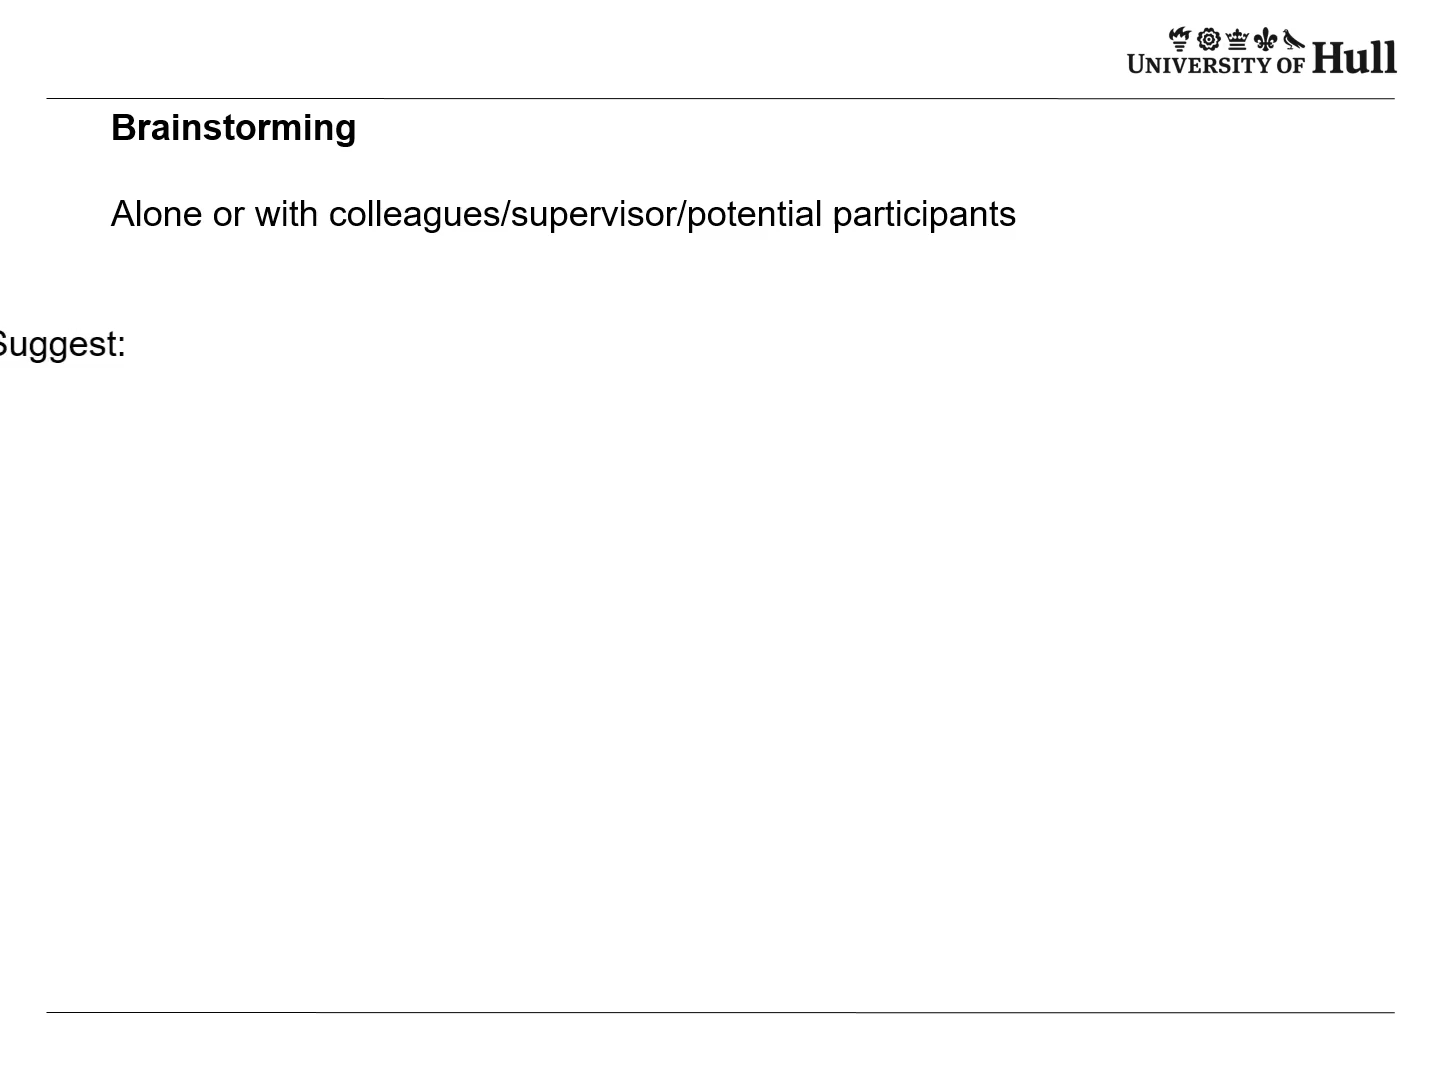 UNIVERSITY OF Hull
Brainstorming
Alone or with colleagues/supervisor/potential participants
Suggest: